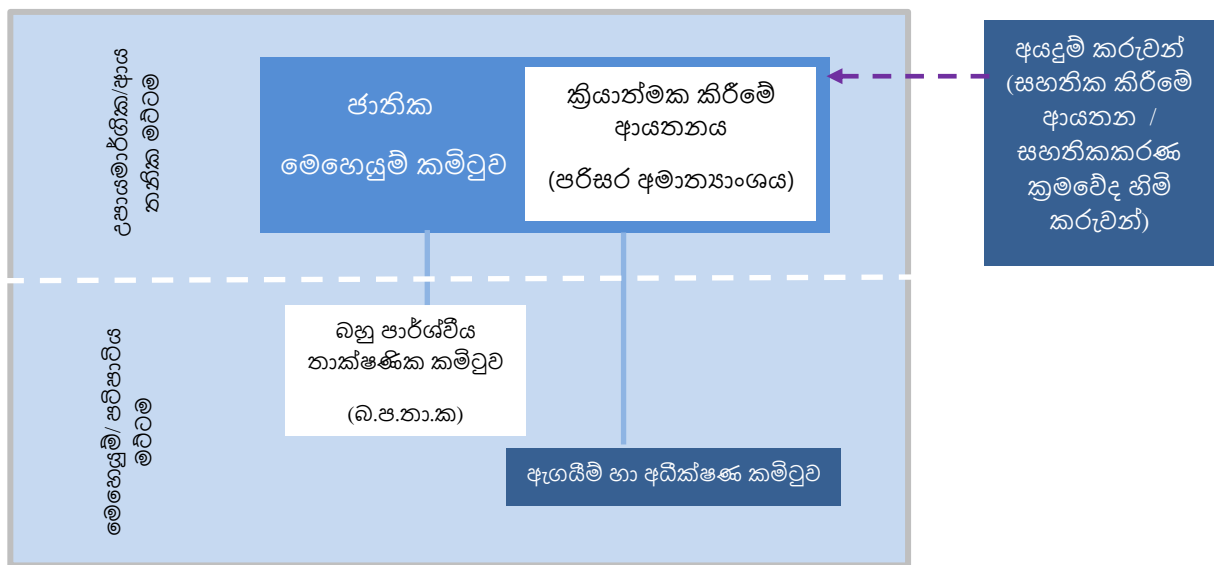 උපායමාර්ගික/ආය
තනික මට්ටම
ජාතික
මෙහෙයුම් කමිටුව
ක්‍රියාත්මක කිරීමේ
ආයතනය
(පරිසර අමාත්‍යාංශය)
අයදුම් කරුවන්
(සහතික කිරීමේ
ආයතන /
සහතිකකරණ
ක්‍රමවේද හිමි
කරුවන්)
මෙහෙයුම්/ පටිපාටිය
මට්ටම
බහු පාර්ශ්වීය
තාක්ෂණික කමිටුව
(බ.ප.තා.ක)
ඇගයීම් හා අධීක්ෂණ කමිටුව